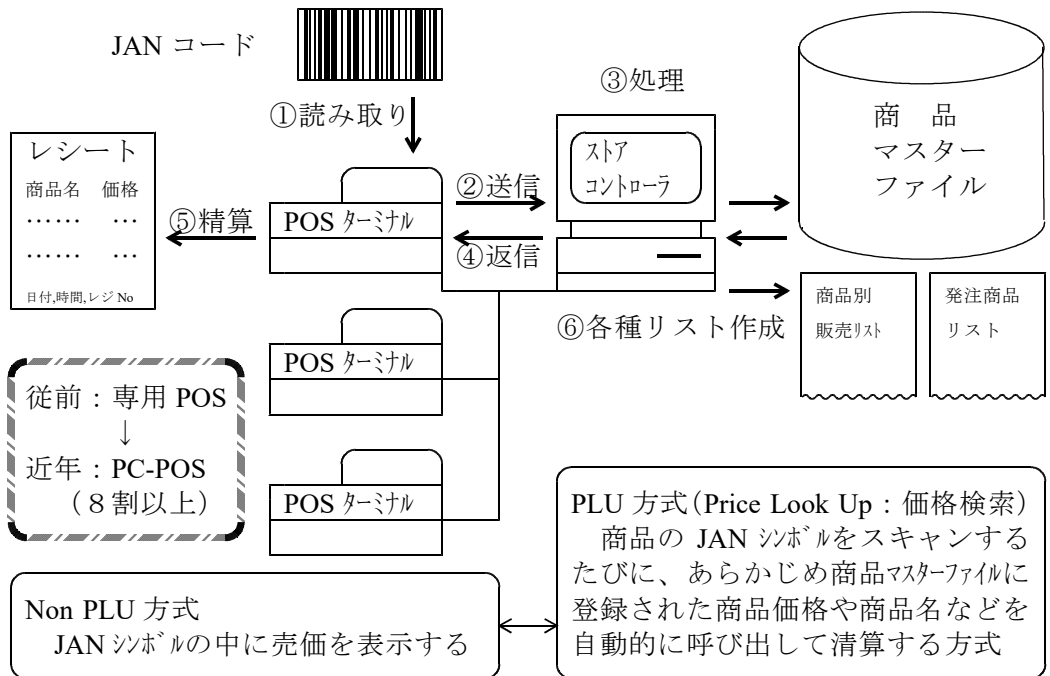 JAN コード
①読み取り
③処理
商　品
マスター
ファイル
レシート
商品名　価格
……　…
……　…
日付,時間,レジ No
⑤精算
POS ﾀｰﾐﾅﾙ
②送信
④返信
ｽﾄｱ
ｺﾝﾄﾛｰﾗ
⑥各種リスト作成
商品別
販売ﾘｽﾄ
発注商品
リスト
POS ﾀｰﾐﾅﾙ
POS ﾀｰﾐﾅﾙ
従前：専用 POS
↓
近年：PC-POS
（８割以上）
Non PLU 方式
JAN ｼﾝﾎﾞﾙの中に売価を表示する
PLU 方式（Price Look Up：価格検索）
商品の JAN ｼﾝﾎﾞﾙをスキャンする
たびに、あらかじめ商品ﾏｽﾀｰﾌｧｲﾙに
登録された商品価格や商品名などを
自動的に呼び出して清算する方式